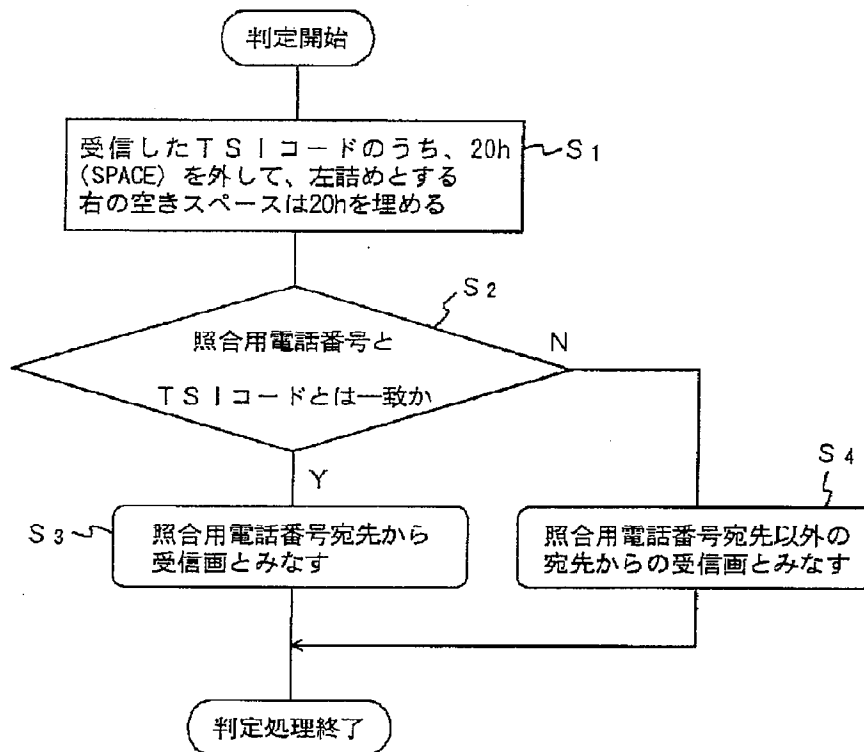 判定開始
受信したTSIコードのうち、20h
(SPACE)を外して、左詰めとする
右の空きスペースは20hを埋める
S1
S2
照合用電話番号と
TSIコードとは一致か
N
Y
S3
照合用電話番号宛先から
受信画とみなす
S4
照合用電話番号宛先以外の
宛先からの受信画とみなす
判定処理終了